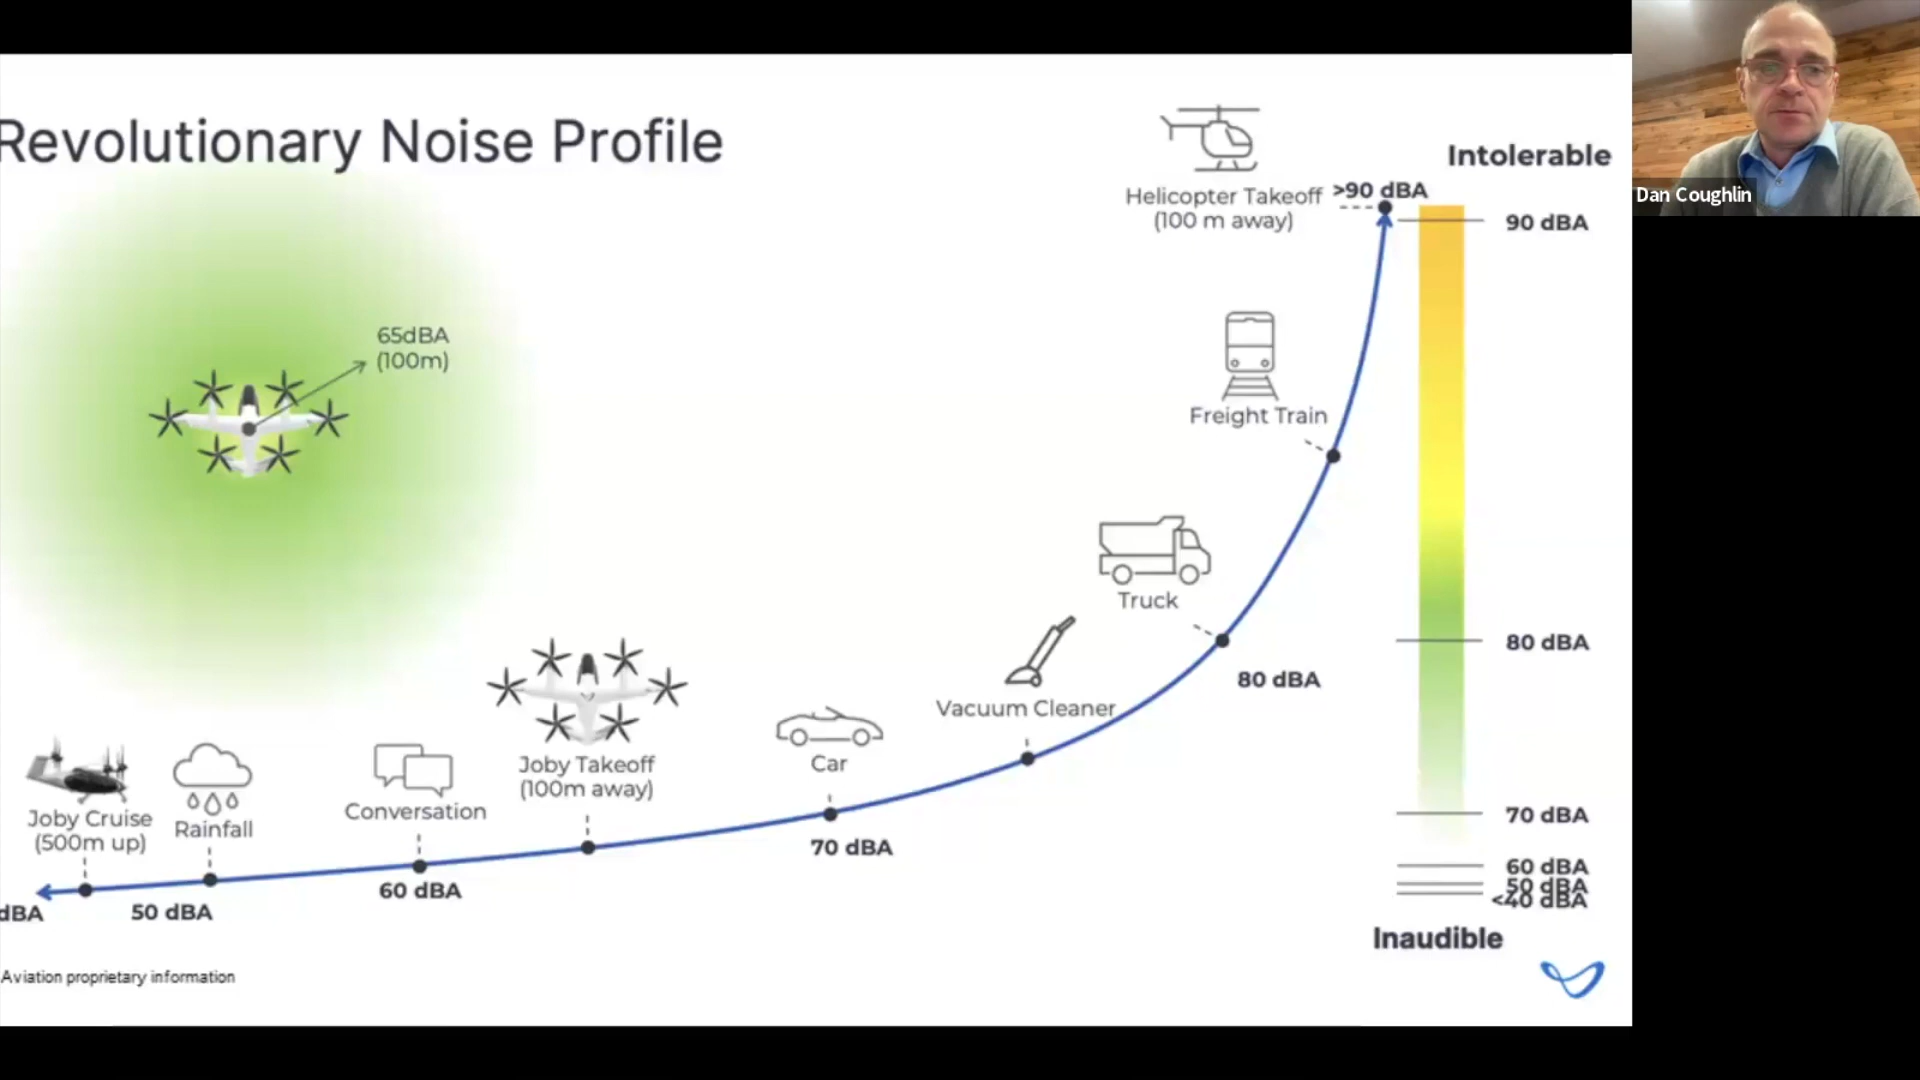 Revolutionary Noise Profile
65dBA
(100m)
Helicopter Takeoff
(100 m away)
>90 dBA
Intolerable
90 dBA
Dan Coughlin
Freight Train
Truck
80 dBA
80 dBA
Vacuum Cleaner
Car
70 dBA
70 dBA
Joby Takeoff
(100m away)
Conversation
60 dBA
Rainfall
50 dBA
Joby Cruise
(500m up)
dBA
60 dBA
50 dBA
<40 dBA
Inaudible
Aviation proprietary information